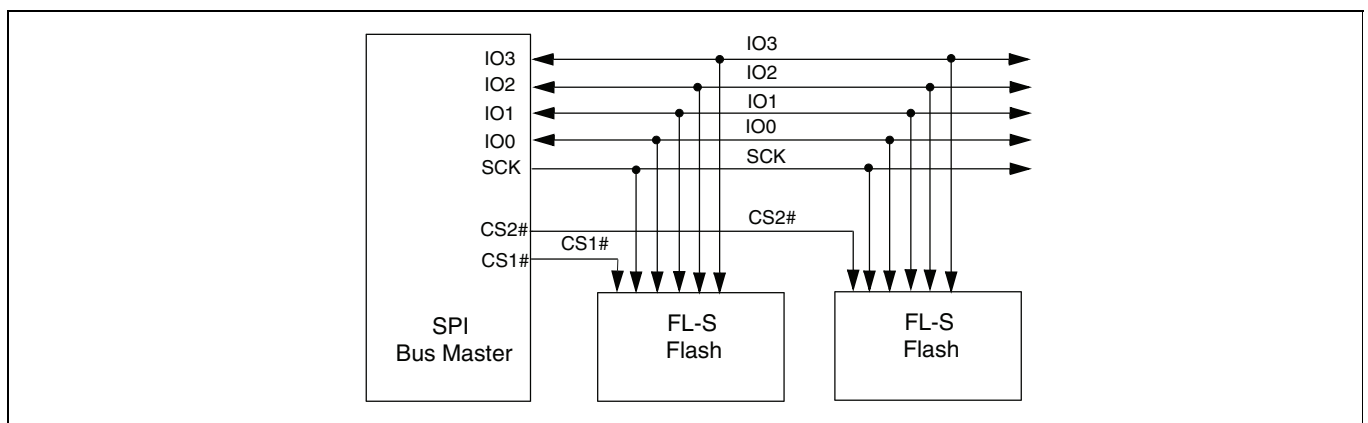 IO3
IO3
IO2
IO2
IO1
IO1
IO0
IO0
SCK
SCK
CS2#
CS2#
CS1#
CS1#
SPI
Bus Master
FL-S
Flash
FL-S
Flash